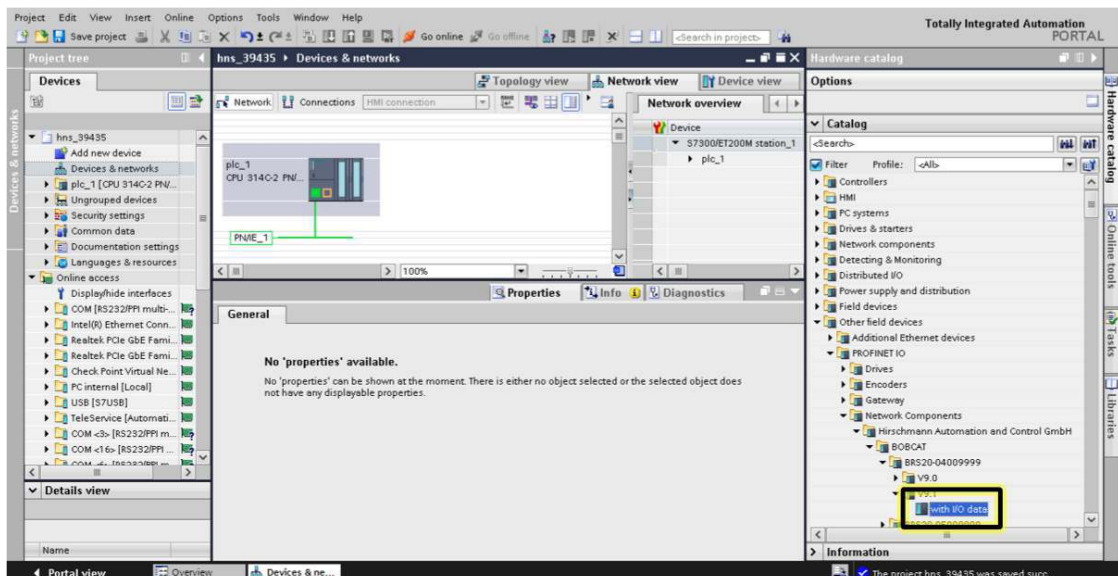 Project Edit View Insert Online Options Tools Window Help
Totally Integrated Automation
PORTAL
Save project
Go online
Go offline
<Search in project>
Project tree
Devices
hns_39435
Add new device
Devices & networks
plc_1 [CPU 314C-2 PN/...
Ungrouped devices
Security settings
Common data
Documentation settings
Languages & resources
Online access
Display/hide interfaces
COM [RS232/PPI multi-...
Intel(R) Ethernet Conn...
Realtek PCIe GbE Fami...
Realtek PCIe GbE Fami...
Check Point Virtual Ne...
PC internal [Local]
USB [S7USB]
TeleService [Automati...
COM <3> [RS232/PPI m...
COM <16> [RS232/PPI ...
Details view
Name
Devices & networks
hns_39435 Devices & networks
Topology view
Network view
Device view
Network
Connections
HMI connection
plc_1
CPU 314C-2 PN/...
PN/IE_1
100%
Network overview
Device
S7300/ET200M station_1
plc_1
Properties
Info
Diagnostics
General
No 'properties' available.
No 'properties' can be shown at the moment. There is either no object selected or the selected object does
not have any displayable properties.
Hardware catalog
Options
Catalog
<Search>
Filter
Profile:
<All>
Controllers
HMI
PC systems
Drives & starters
Network components
Detecting & Monitoring
Distributed I/O
Power supply and distribution
Field devices
Other field devices
Additional Ethernet devices
PROFINET IO
Drives
Encoders
Gateway
Network Components
Hirschmann Automation and Control GmbH
BOBCAT
BRS20-04009999
V9.0
V9.1
with I/O data
Information
Hardware catalog
Online tools
Tasks
Libraries
Portal view
Overview
Devices & ne...
The project hns_39435 was saved succ...